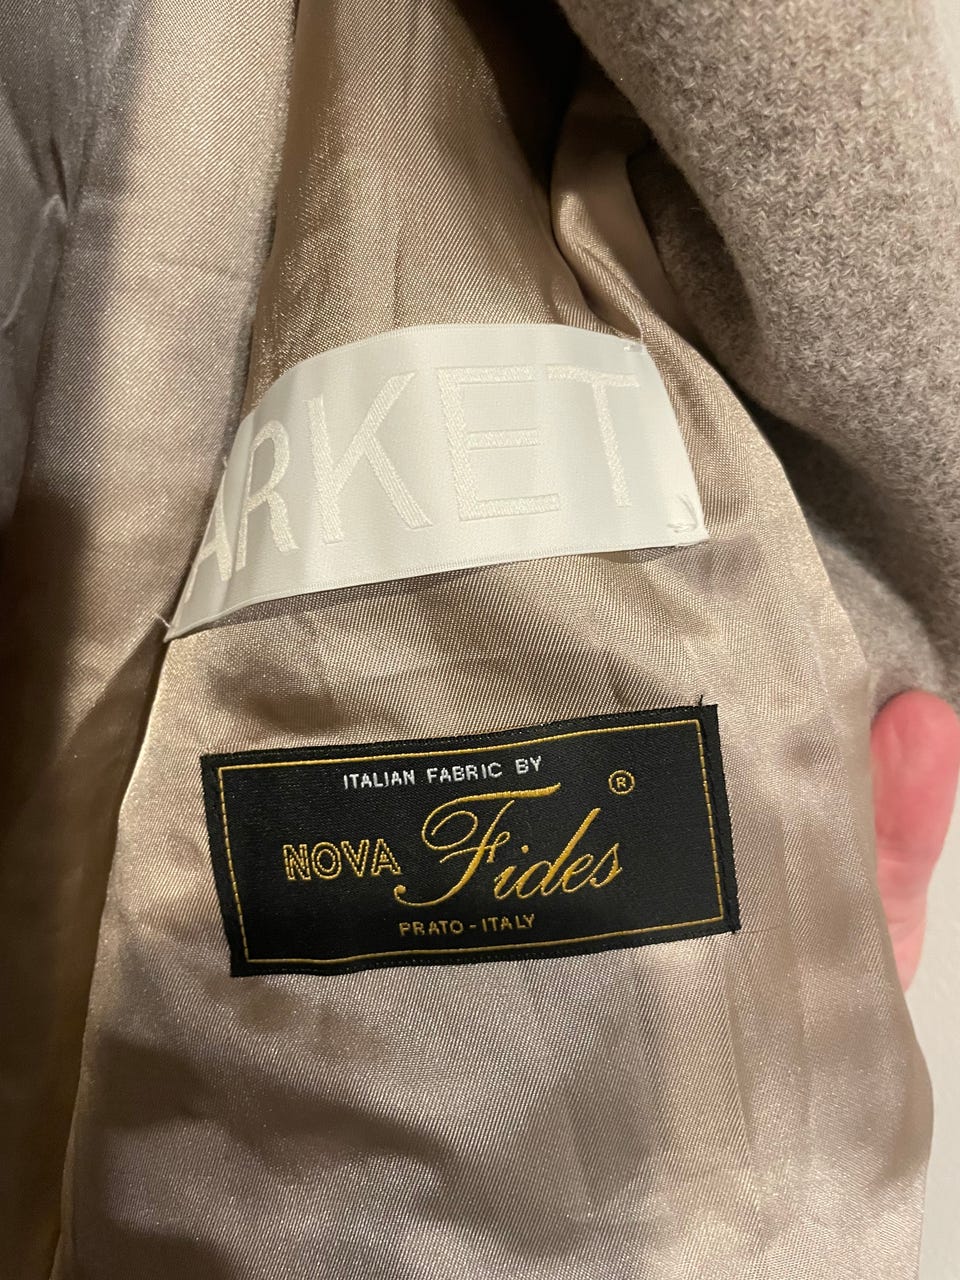 ARKET
ITALIAN FABRIC BY
NOVA Fides ®
PRATO - ITALY